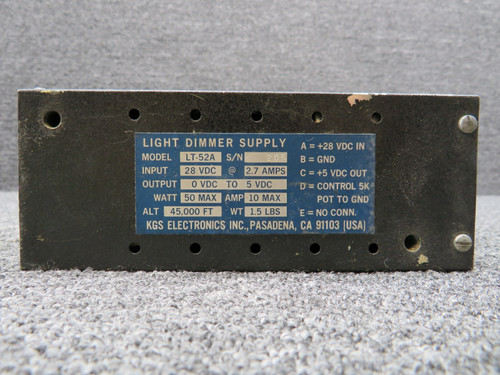 LIGHT DIMMER SUPPLY
MODEL LT-52A S/N
INPUT 28 VDC @ 2.7 AMPS
OUTPUT 0 VDC TO 5 VDC
WATT 50 MAX AMP 10 MAX
ALT 45,000 FT WT 1.5 LBS
A = +28 VDC IN
B = GND
C = +5 VDC OUT
D = CONTROL 5K
POT TO GND
E = NO CONN.
KGS ELECTRONICS INC., PASADENA, CA 91103 (USA)